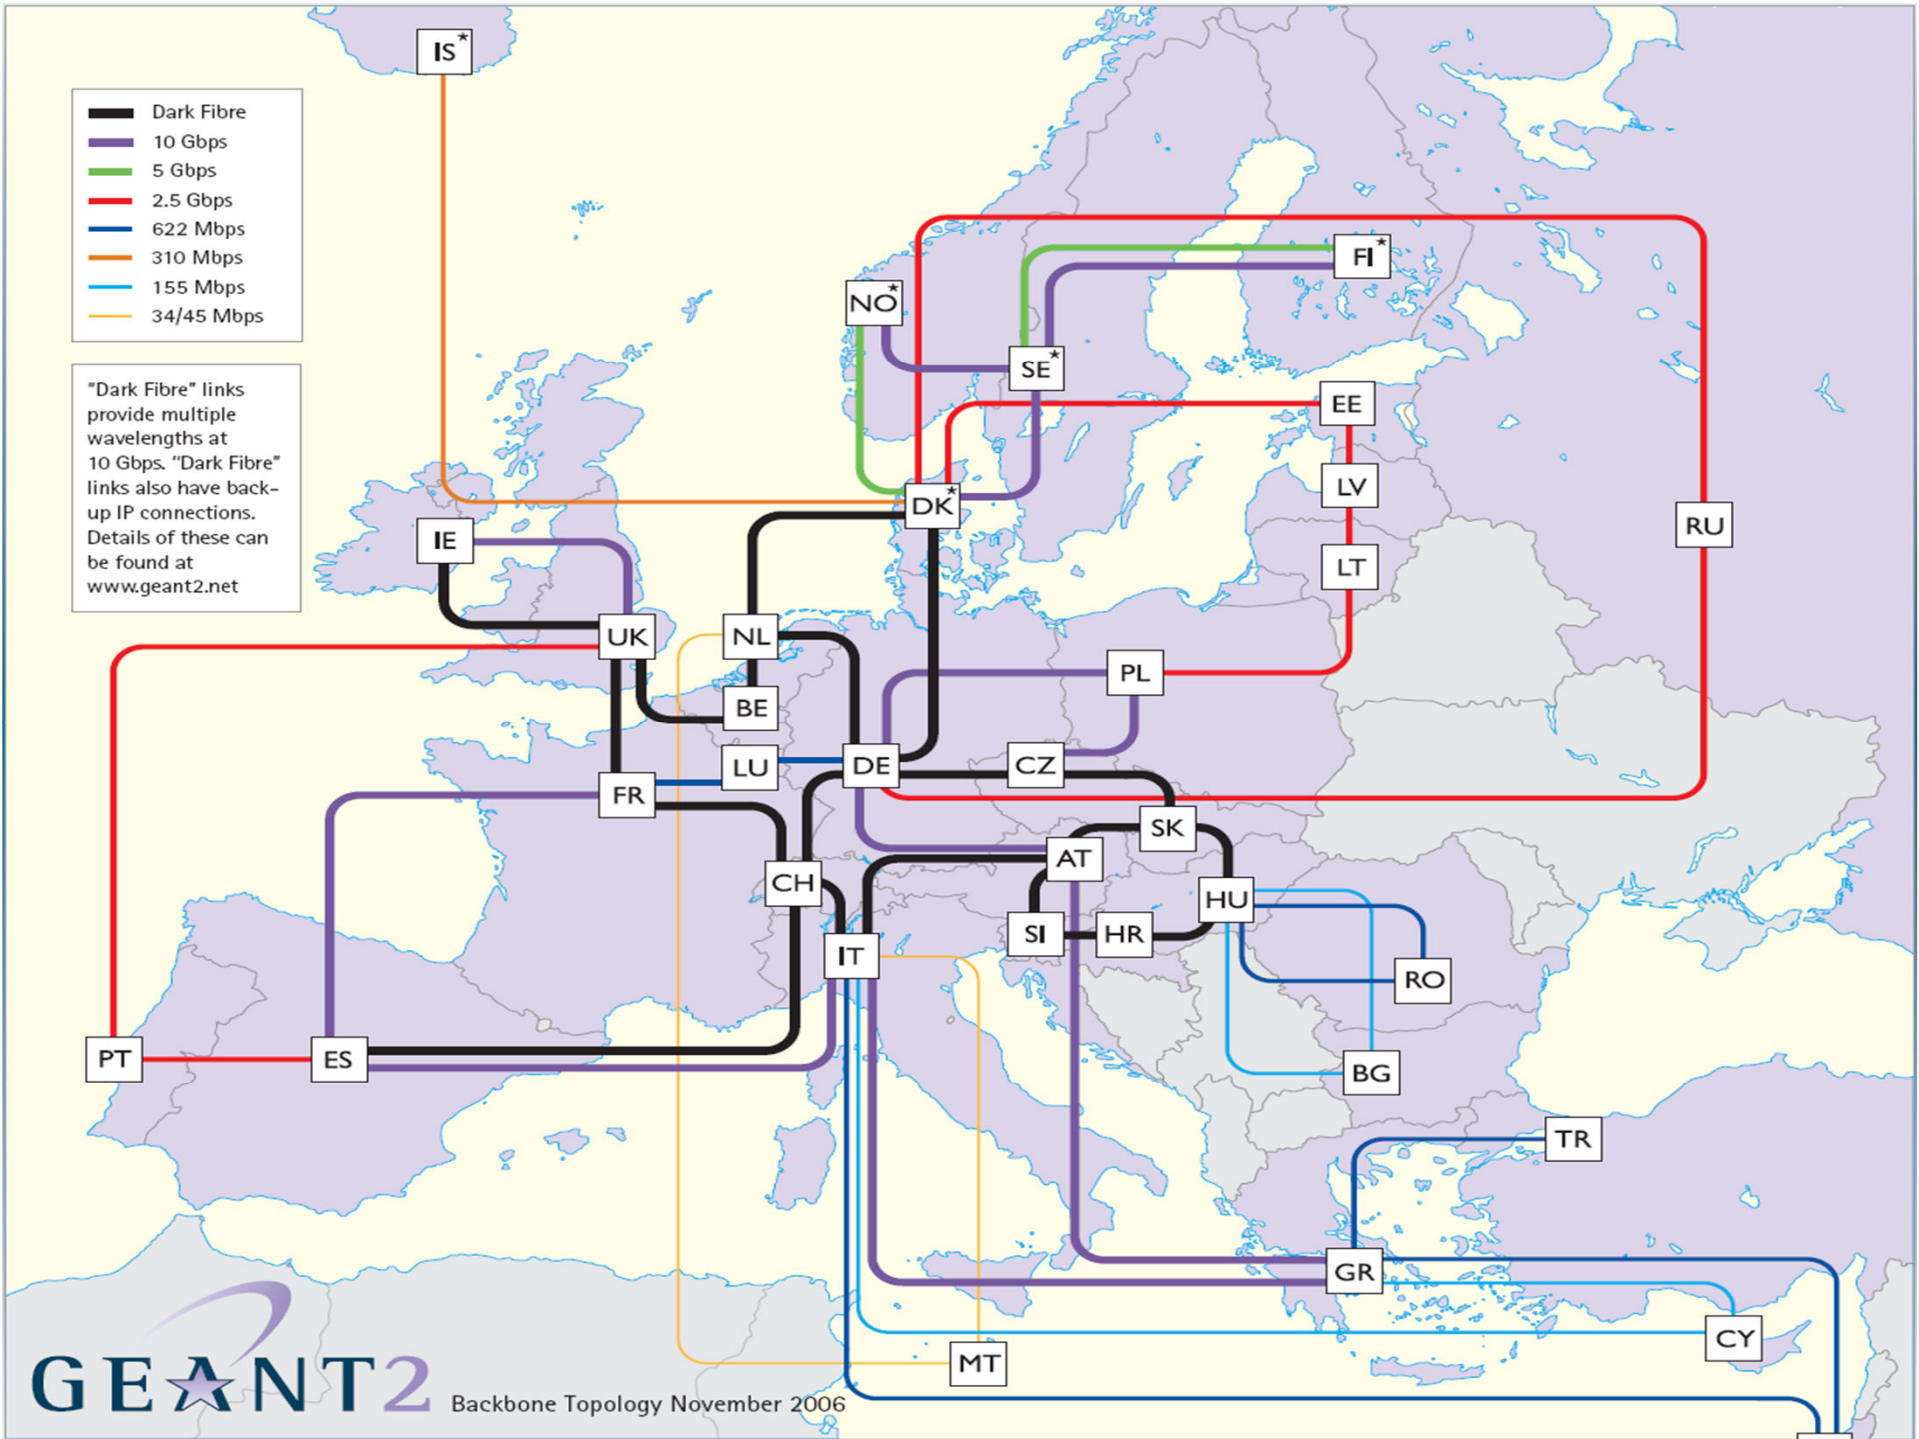 IS*
Dark Fibre
10 Gbps
5 Gbps
2.5 Gbps
622 Mbps
310 Mbps
155 Mbps
34/45 Mbps
"Dark Fibre" links
provide multiple
wavelengths at
10 Gbps. "Dark Fibre"
links also have back-
up IP connections.
Details of these can
be found at
www.geant2.net
FI*
NO*
SE*
EE
LV
DK*
RU
IE
LT
UK
NL
PL
BE
LU
DE
CZ
FR
SK
AT
CH
HU
SI
HR
IT
RO
PT
ES
BG
TR
GR
CY
MT
GEANT2
Backbone Topology November 2006